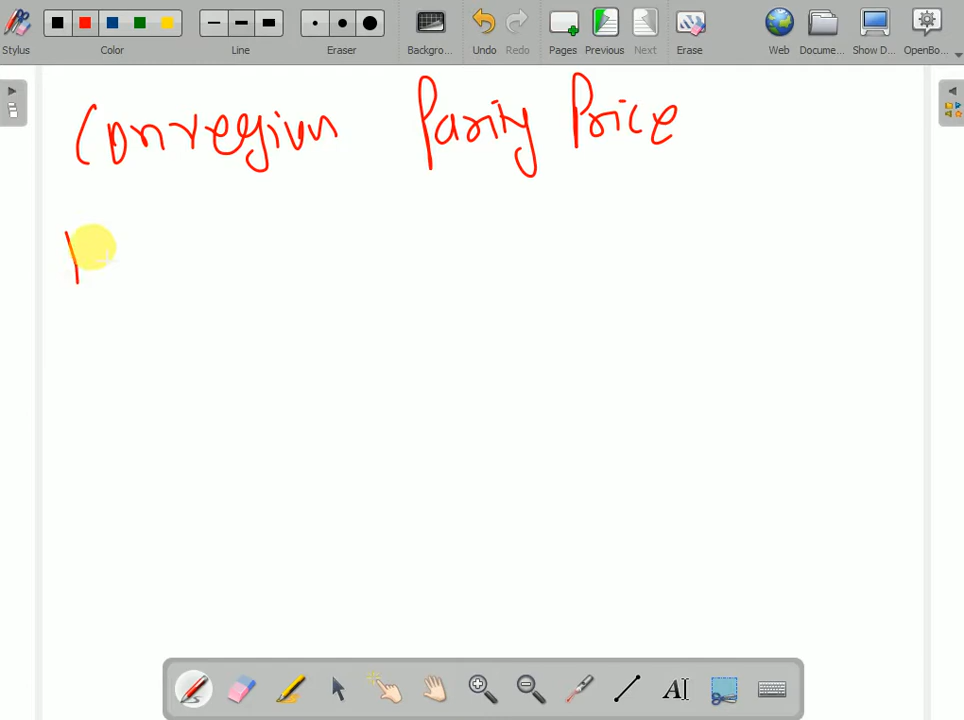 Stylus
Color
Line
Eraser
Backgro...
Undo
Redo
Pages
Previous
Next
Erase
Web
Docume...
Show D...
OpenBo...
Conversion Parity Price